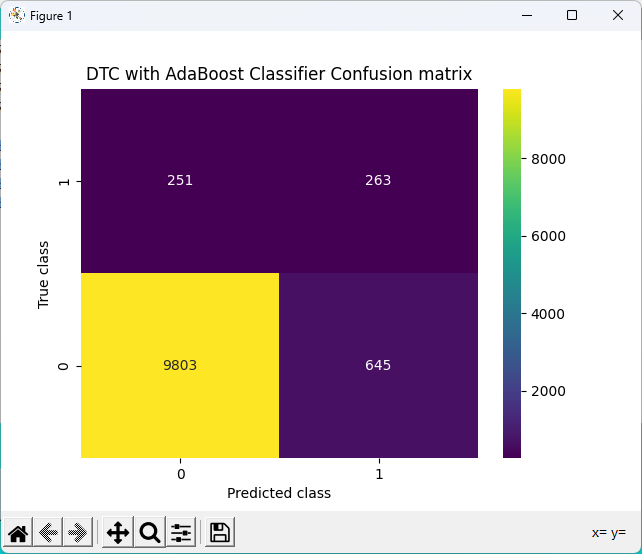 Figure 1
DTC with AdaBoost Classifier Confusion matrix
True class
1
251
263
0
9803
645
0
1
Predicted class
8000
6000
4000
2000
x= y=